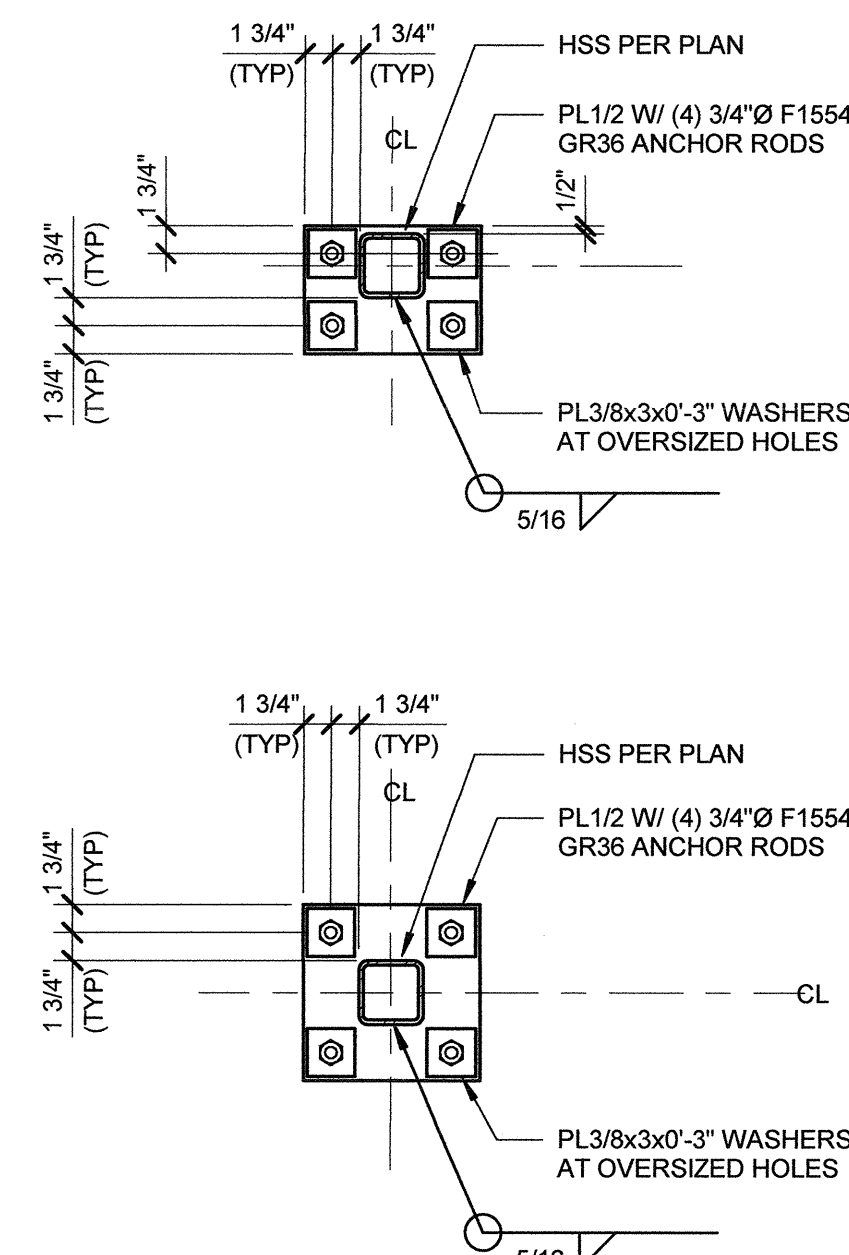 1 3/4" 1 3/4"
(TYP) (TYP)
HSS PER PLAN
PL1/2 W/ (4) 3/4"Ø F1554
GR36 ANCHOR RODS
CL
1 3/4"
1/2"
1 3/4"
(TYP)
1 3/4"
(TYP)
PL3/8x3x0'-3" WASHERS
AT OVERSIZED HOLES
5/16
1 3/4" 1 3/4"
(TYP) (TYP)
HSS PER PLAN
CL
PL1/2 W/ (4) 3/4"Ø F1554
GR36 ANCHOR RODS
1 3/4"
(TYP)
1 3/4"
(TYP)
CL
PL3/8x3x0'-3" WASHERS
AT OVERSIZED HOLES